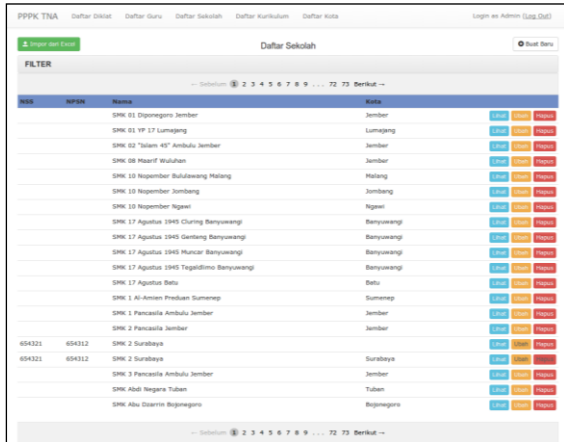 PPPK TNA Daftar Diklat Daftar Guru Daftar Sekolah Daftar Kurikulum Daftar Kota Login as Admin (Log Out)
Impor dari Excel Daftar Sekolah Buat Baru
FILTER
← Sebelum 1 2 3 4 5 6 7 8 9 ... 72 73 Berikut →
NSS NPSN Nama Kota
SMK 01 Diponegoro Jember Jember Lihat Ubah Hapus
SMK 01 YP 17 Lumajang Lumajang Lihat Ubah Hapus
SMK 02 "Islam 45" Ambulu Jember Jember Lihat Ubah Hapus
SMK 08 Maarif Wuluhan Jember Lihat Ubah Hapus
SMK 10 Nopember Bululawang Malang Malang Lihat Ubah Hapus
SMK 10 Nopember Jombang Jombang Lihat Ubah Hapus
SMK 10 Nopember Ngawi Ngawi Lihat Ubah Hapus
SMK 17 Agustus 1945 Cluring Banyuwangi Banyuwangi Lihat Ubah Hapus
SMK 17 Agustus 1945 Genteng Banyuwangi Banyuwangi Lihat Ubah Hapus
SMK 17 Agustus 1945 Muncar Banyuwangi Banyuwangi Lihat Ubah Hapus
SMK 17 Agustus 1945 Tegaldlimo Banyuwangi Banyuwangi Lihat Ubah Hapus
SMK 17 Agustus Batu Batu Lihat Ubah Hapus
SMK 1 Al-Amien Preduan Sumenep Sumenep Lihat Ubah Hapus
SMK 1 Pancasila Ambulu Jember Jember Lihat Ubah Hapus
SMK 2 Pancasila Jember Jember Lihat Ubah Hapus
654321 654312 SMK 2 Surabaya Lihat Ubah Hapus
654321 654312 SMK 2 Surabaya Surabaya Lihat Ubah Hapus
SMK 3 Pancasila Ambulu Jember Jember Lihat Ubah Hapus
SMK Abdi Negara Tuban Tuban Lihat Ubah Hapus
SMK Abu Dzarrin Bojonegoro Bojonegoro Lihat Ubah Hapus
← Sebelum 1 2 3 4 5 6 7 8 9 ... 72 73 Berikut →